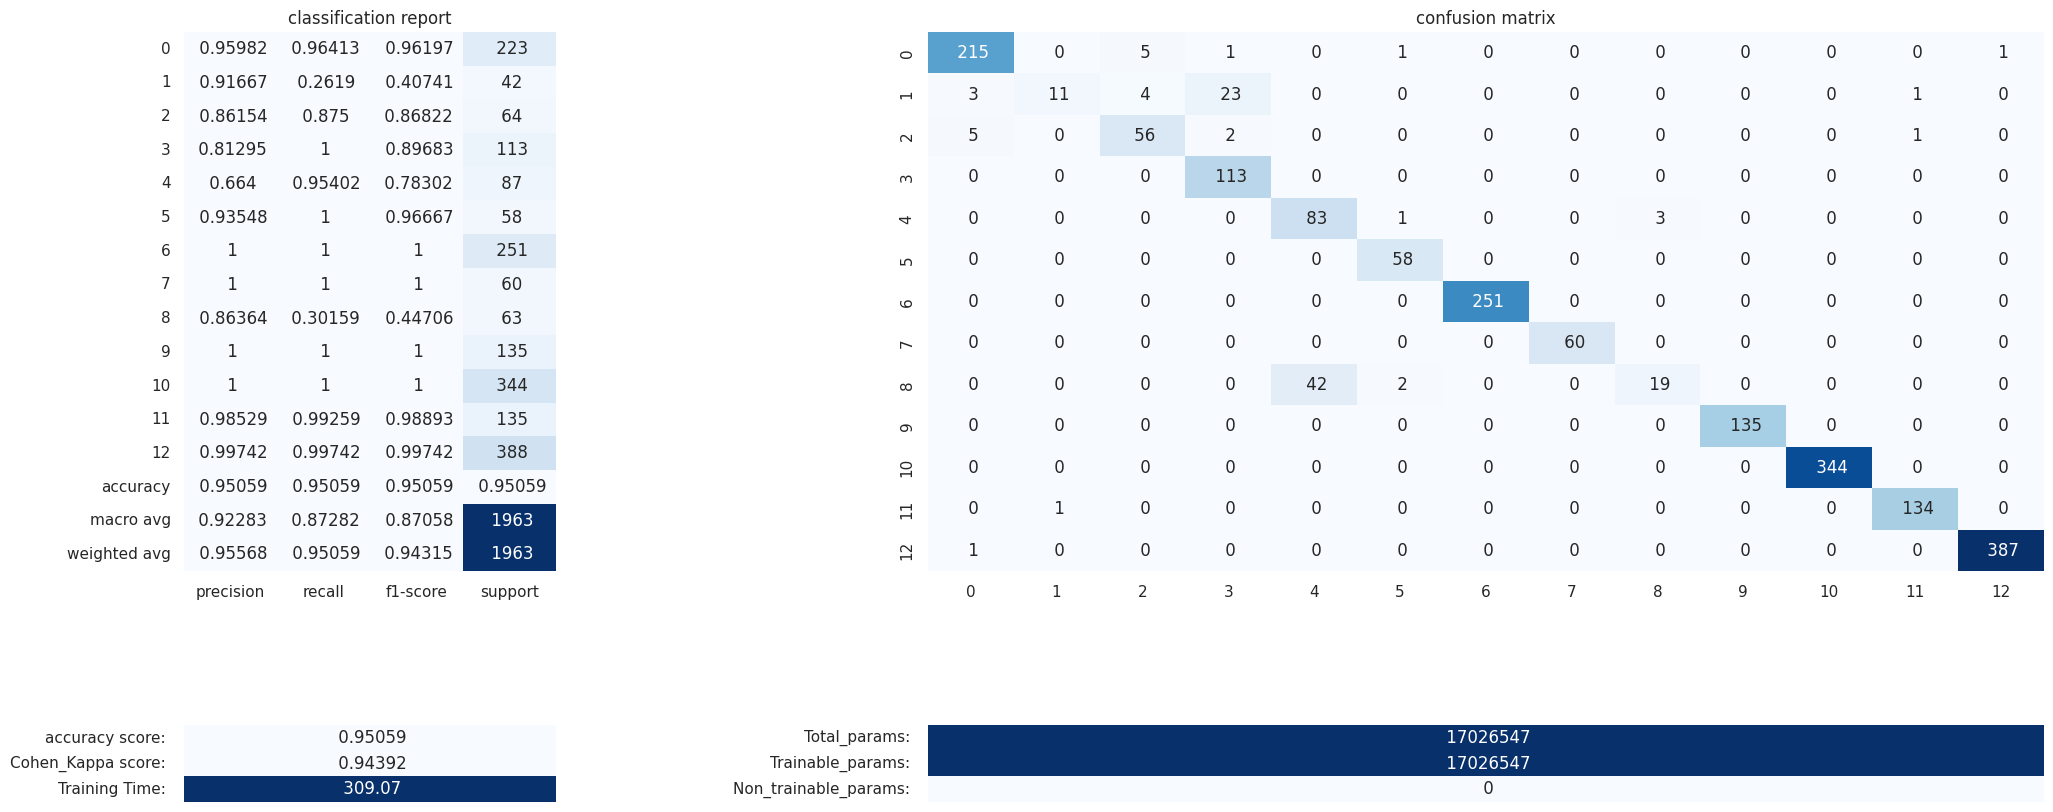 classification report
0 0.95982 0.96413 0.96197 223
1 0.91667 0.2619 0.40741 42
2 0.86154 0.875 0.86822 64
3 0.81295 1 0.89683 113
4 0.664 0.95402 0.78302 87
5 0.93548 1 0.96667 58
6 1 1 1 251
7 1 1 1 60
8 0.86364 0.30159 0.44706 63
9 1 1 1 135
10 1 1 1 344
11 0.98529 0.99259 0.98893 135
12 0.99742 0.99742 0.99742 388
accuracy 0.95059 0.95059 0.95059 0.95059
macro avg 0.92283 0.87282 0.87058 1963
weighted avg 0.95568 0.95059 0.94315 1963
precision recall f1-score support
confusion matrix
0 215 0 5 1 0 1 0 0 0 0 0 0 1
1 3 11 4 23 0 0 0 0 0 0 0 1 0
2 5 0 56 2 0 0 0 0 0 0 0 1 0
3 0 0 0 113 0 0 0 0 0 0 0 0 0
4 0 0 0 0 83 1 0 0 3 0 0 0 0
5 0 0 0 0 0 58 0 0 0 0 0 0 0
6 0 0 0 0 0 0 251 0 0 0 0 0 0
7 0 0 0 0 0 0 0 60 0 0 0 0 0
8 0 0 0 0 42 2 0 0 19 0 0 0 0
9 0 0 0 0 0 0 0 0 0 135 0 0 0
10 0 0 0 0 0 0 0 0 0 0 344 0 0
11 0 1 0 0 0 0 0 0 0 0 0 134 0
12 1 0 0 0 0 0 0 0 0 0 0 0 387
0 1 2 3 4 5 6 7 8 9 10 11 12
accuracy score: 0.95059
Cohen_Kappa score: 0.94392
Training Time: 309.07
Total_params: 17026547
Trainable_params: 17026547
Non_trainable_params: 0